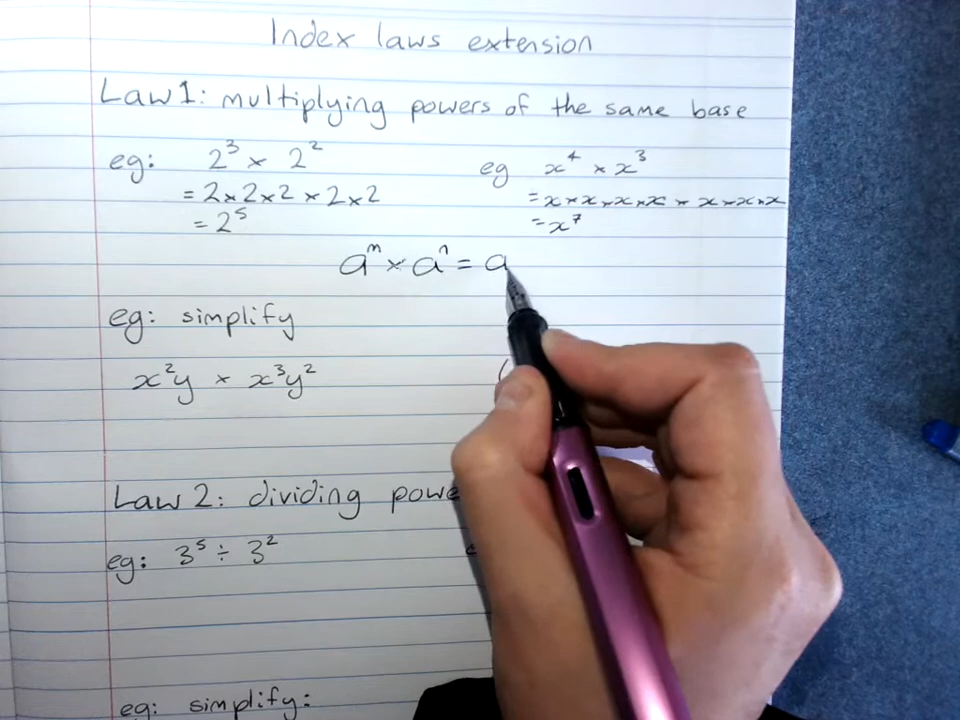 Index laws extension
Law 1: multiplying powers of the same base
eg: 2³ × 2² eg x⁴ × x³
= 2×2×2 × 2×2 = x×x×x×x × x×x×x
= 2⁵ = x⁷
aᵐ × aⁿ = a
eg: simplify
x²y × x³y² (
Law 2: dividing powe
eg: 3⁵ ÷ 3²
eg: simplify: